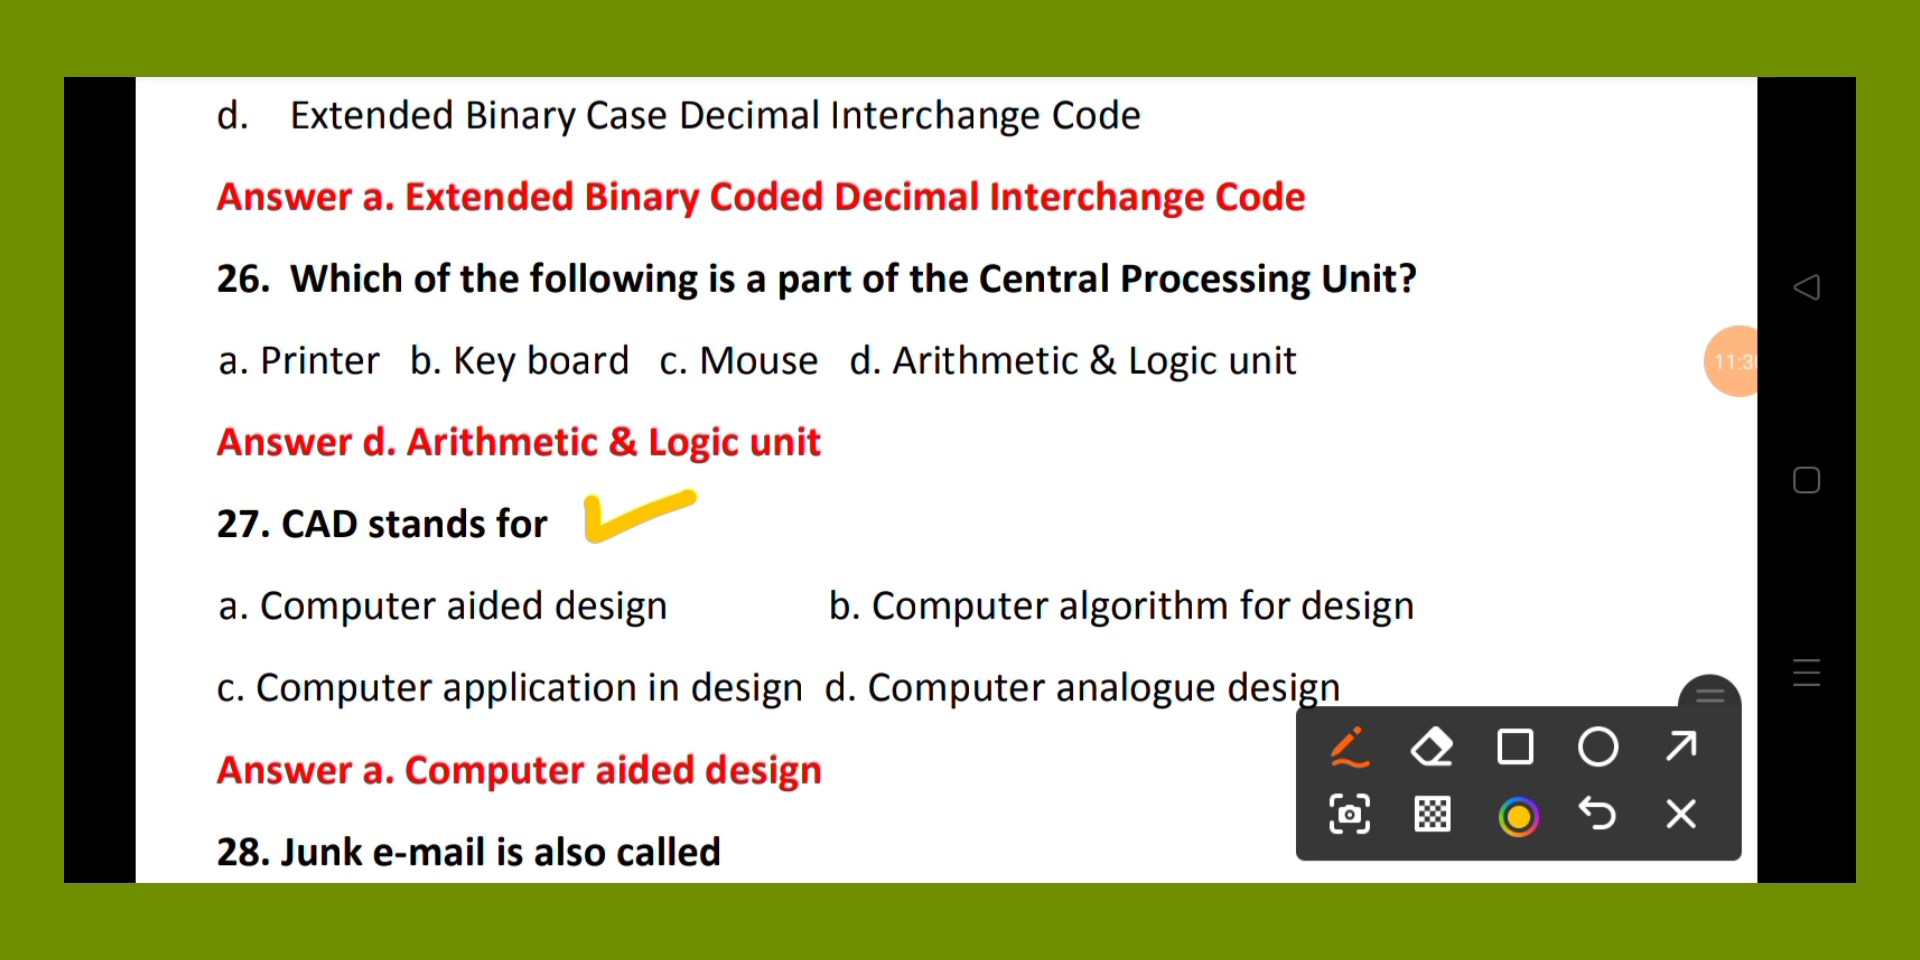 d. Extended Binary Case Decimal Interchange Code
Answer a. Extended Binary Coded Decimal Interchange Code
26. Which of the following is a part of the Central Processing Unit?
a. Printer b. Key board c. Mouse d. Arithmetic & Logic unit
11:3
Answer d. Arithmetic & Logic unit
27. CAD stands for
a. Computer aided design b. Computer algorithm for design
c. Computer application in design d. Computer analogue design
Answer a. Computer aided design
28. Junk e-mail is also called